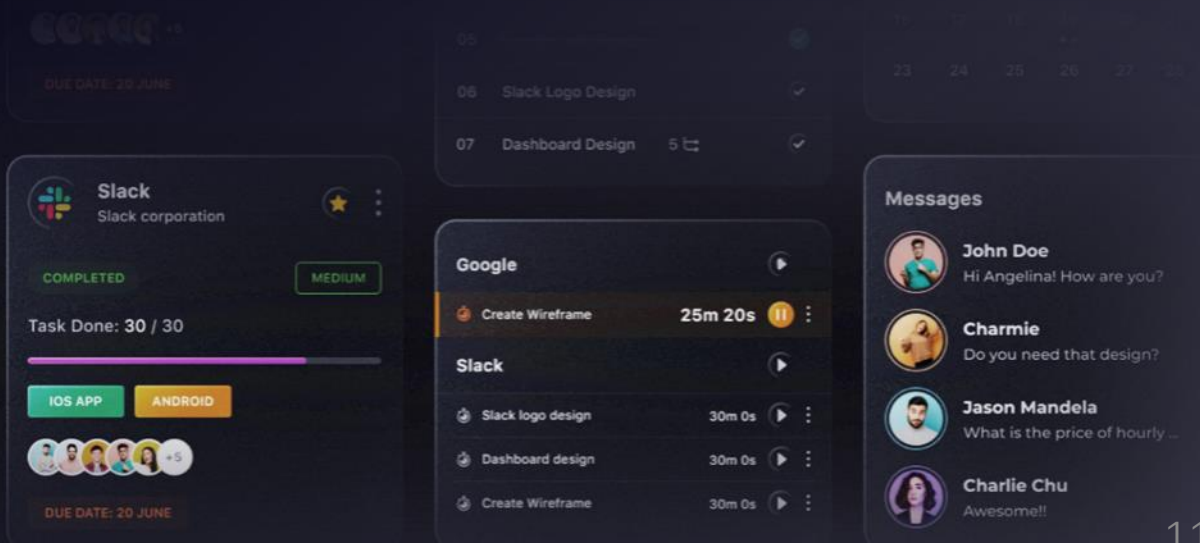 +5
DUE DATE: 20 JUNE
Slack
Slack corporation
COMPLETED
MEDIUM
Task Done: 30 / 30
IOS APP ANDROID
+5
DUE DATE: 20 JUNE
05
06 Slack Logo Design
07 Dashboard Design 5
Google
Create Wireframe 25m 20s
Slack
Slack logo design 30m 0s
Dashboard design 30m 0s
Create Wireframe 30m 0s
23 24 25 26 27 28
Messages
John Doe
Hi Angelina! How are you?
Charmie
Do you need that design?
Jason Mandela
What is the price of hourly ...
Charlie Chu
Awesome!!
11